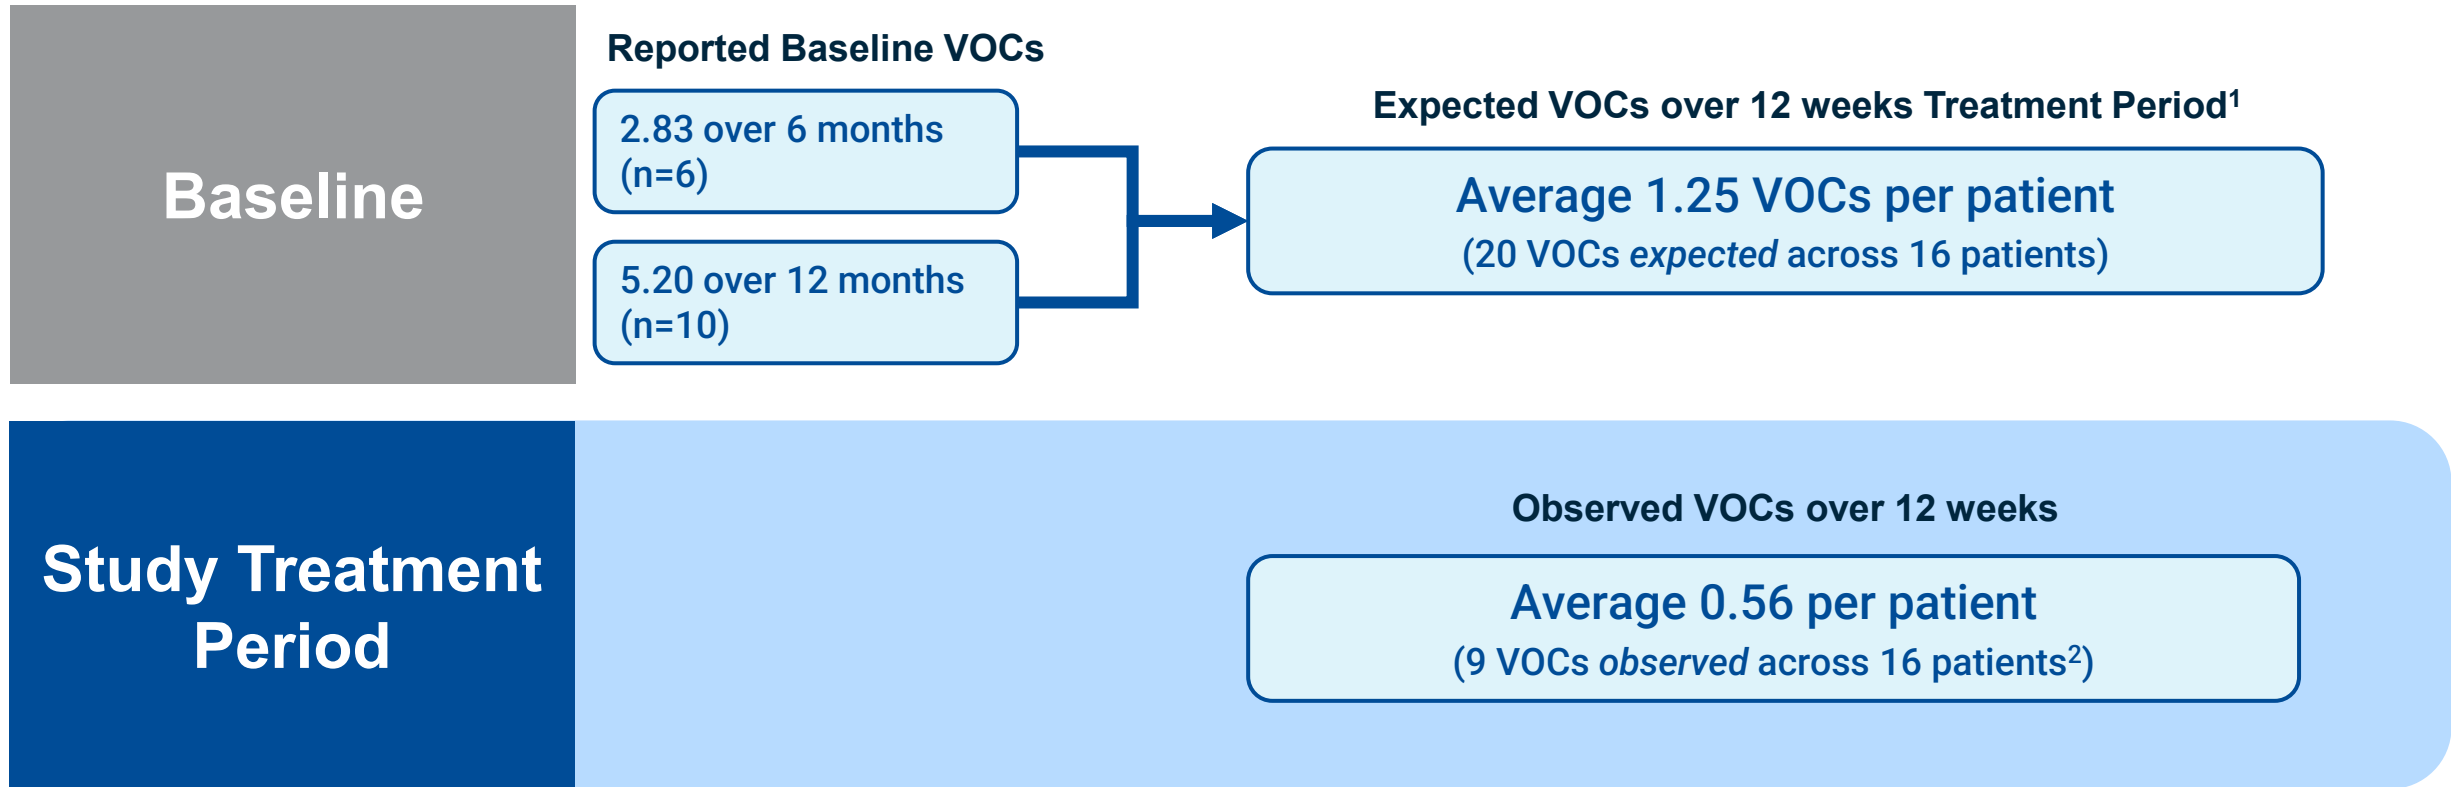 Baseline
Reported Baseline VOCs
2.83 over 6 months
(n=6)
5.20 over 12 months
(n=10)
Expected VOCs over 12 weeks Treatment Period¹
Average 1.25 VOCs per patient
(20 VOCs expected across 16 patients)
Study Treatment
Period
Observed VOCs over 12 weeks
Average 0.56 per patient
(9 VOCs observed across 16 patients²)